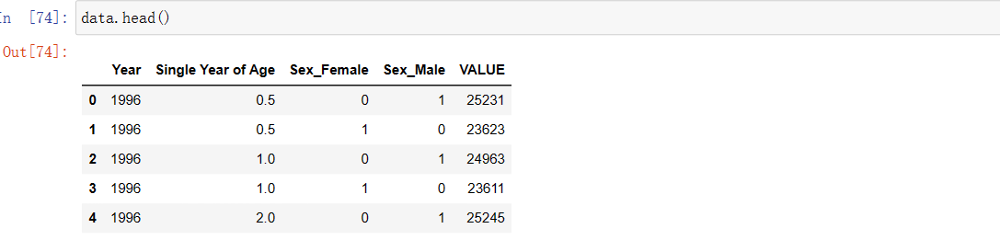 In [74]: data.head()
Out[74]:
Year Single Year of Age Sex_Female Sex_Male VALUE
0 1996 0.5 0 1 25231
1 1996 0.5 1 0 23623
2 1996 1.0 0 1 24963
3 1996 1.0 1 0 23611
4 1996 2.0 0 1 25245